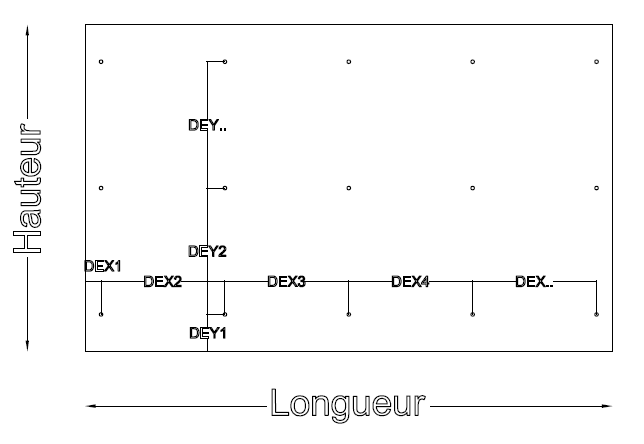 DEY..
Hauteur
DEY2
DEX1
DEX2 DEX3 DEX4 DEX..
DEY1
Longueur